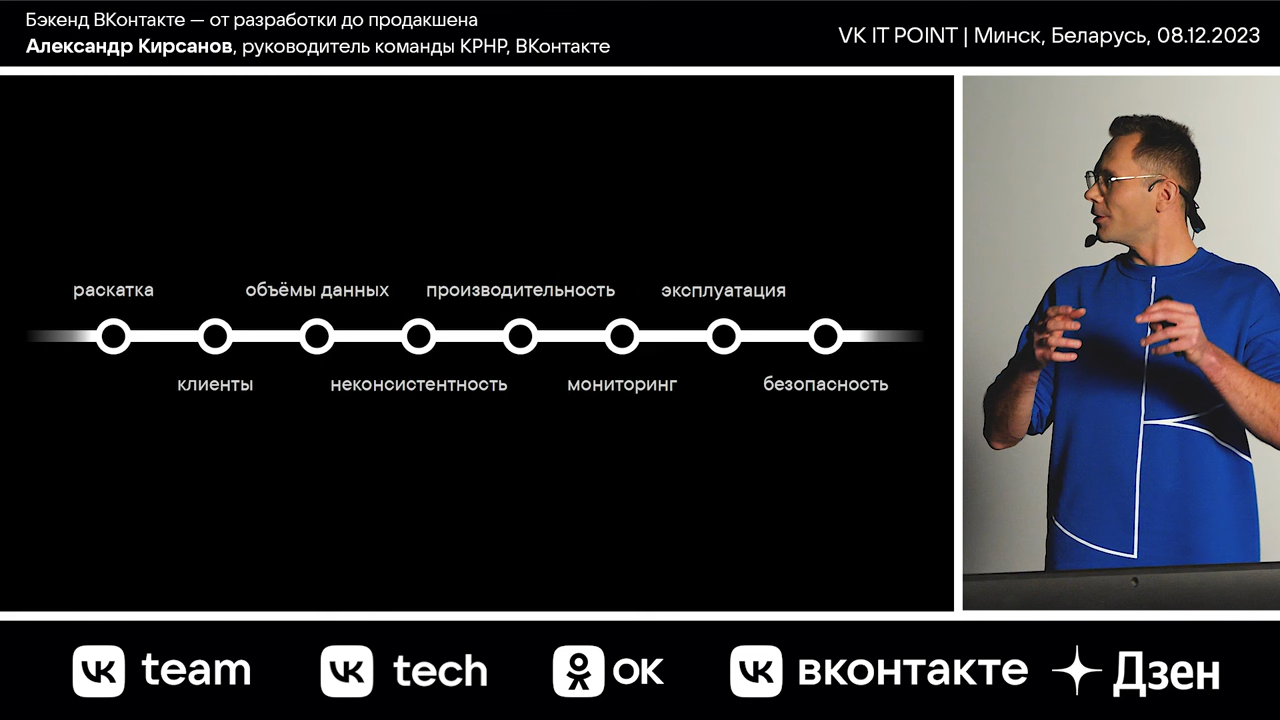 Бэкенд ВКонтакте — от разработки до продакшена
Александр Кирсанов, руководитель команды KPHP, ВКонтакте
VK IT POINT | Минск, Беларусь, 08.12.2023
раскатка
объёмы данных
производительность
эксплуатация
клиенты
неконсистентность
мониторинг
безопасность
team
tech
ок
вконтакте
Дзен